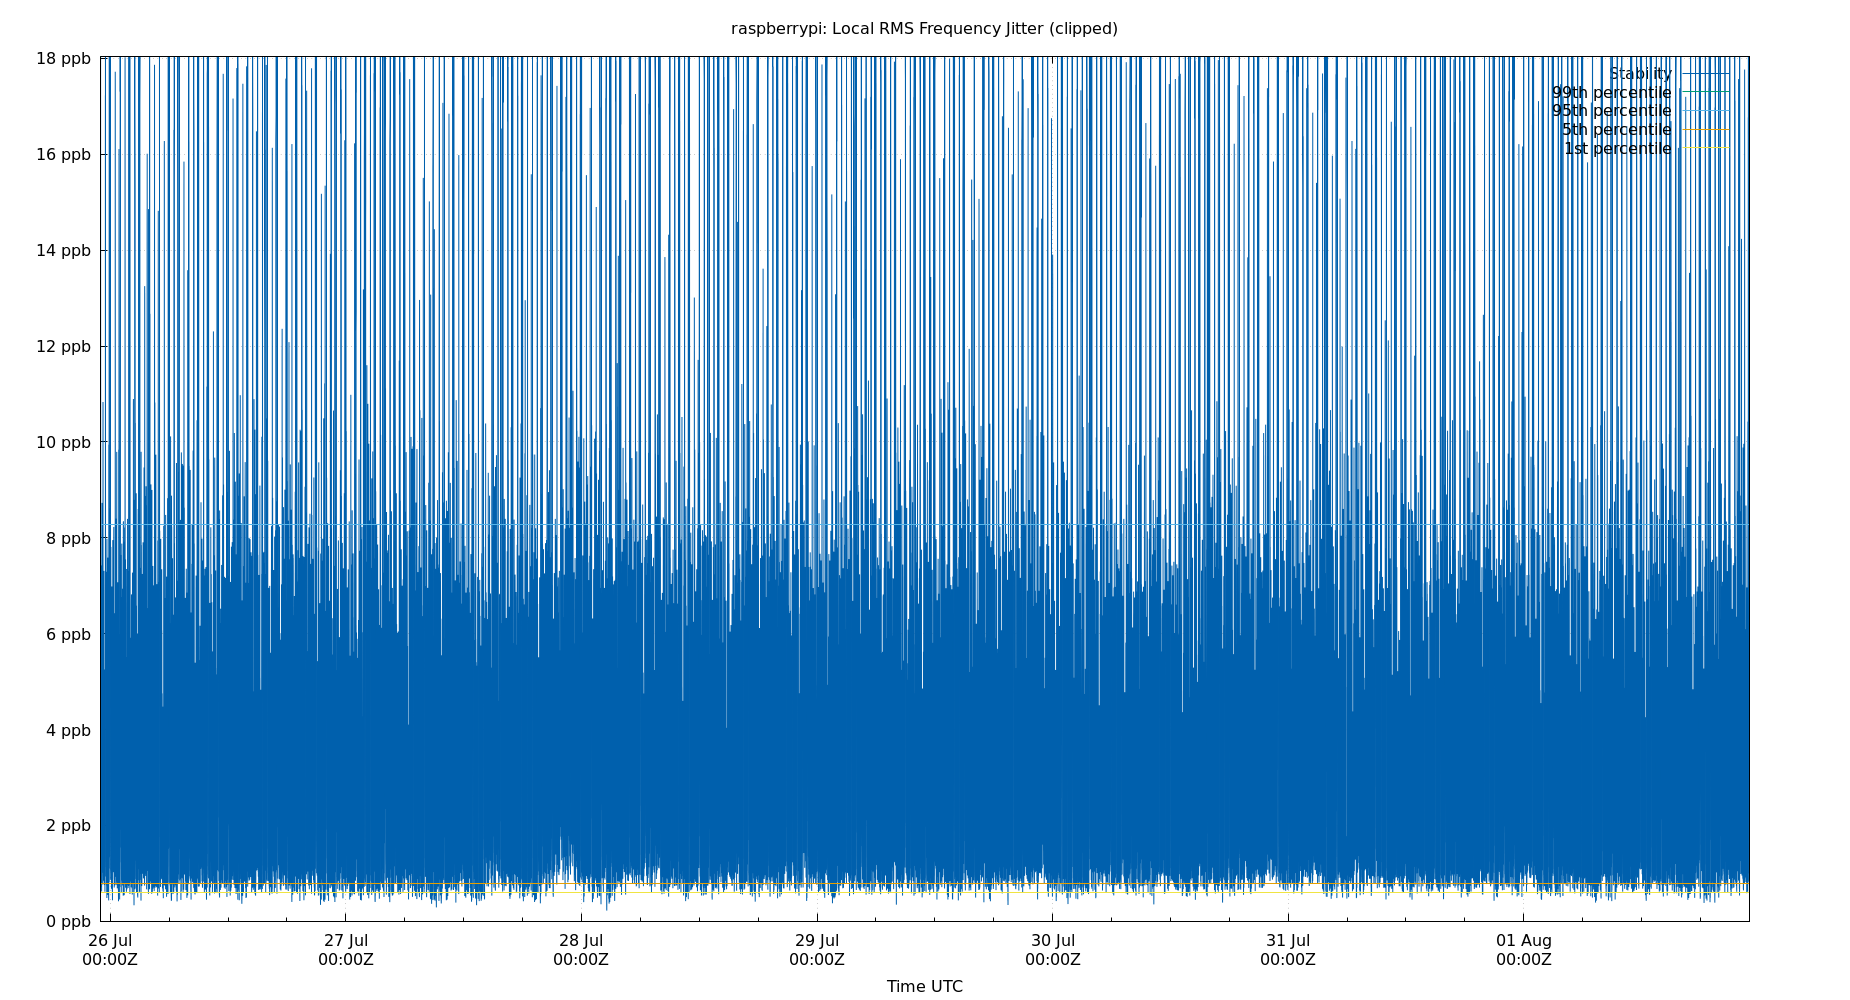 raspberrypi: Local RMS Frequency Jitter (clipped)
18 ppb
16 ppb
14 ppb
12 ppb
10 ppb
8 ppb
6 ppb
4 ppb
2 ppb
0 ppb
Stability
99th percentile
95th percentile
5th percentile
1st percentile
26 Jul
00:00Z
27 Jul
00:00Z
28 Jul
00:00Z
29 Jul
00:00Z
30 Jul
00:00Z
31 Jul
00:00Z
01 Aug
00:00Z
Time UTC